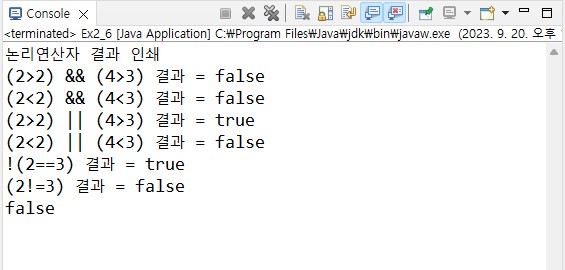 Console
<terminated> Ex2_6 [Java Application] C:₩Program Files₩Java₩jdk₩bin₩javaw.exe (2023. 9. 20. 오후
논리연산자 결과 인쇄
(2>2) && (4>3) 결과 = false
(2<2) && (4<3) 결과 = false
(2>2) || (4>3) 결과 = true
(2<2) || (4<3) 결과 = false
!(2==3) 결과 = true
(2!=3) 결과 = false
false